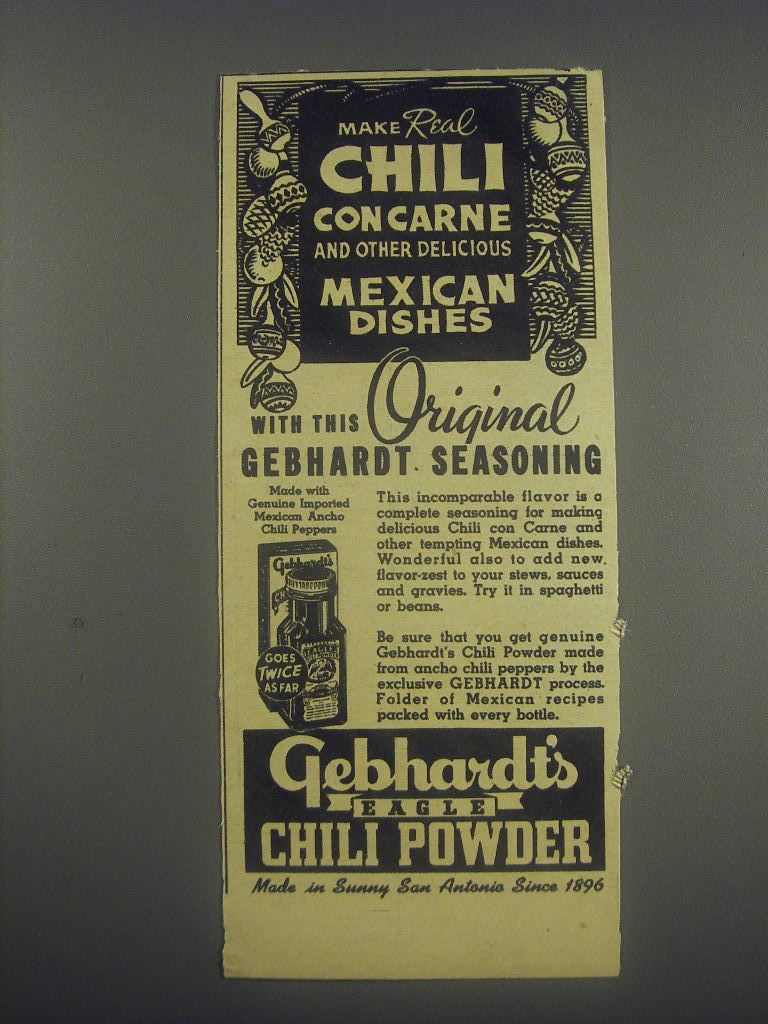 MAKE Real
CHILI
CON CARNE
AND OTHER DELICIOUS
MEXICAN
DISHES
WITH THIS Original
GEBHARDT SEASONING
Made with
Genuine Imported
Mexican Ancho
Chili Peppers
Gebhardt's
EAGLE
GOES
TWICE
AS FAR
This incomparable flavor is a
complete seasoning for making
delicious Chili con Carne and
other tempting Mexican dishes.
Wonderful also to add new
flavor-zest to your stews, sauces
and gravies. Try it in spaghetti
or beans.
Be sure that you get genuine
Gebhardt's Chili Powder made
from ancho chili peppers by the
exclusive GEBHARDT process.
Folder of Mexican recipes
packed with every bottle.
Gebhardt's
EAGLE
CHILI POWDER
Made in Sunny San Antonio Since 1896